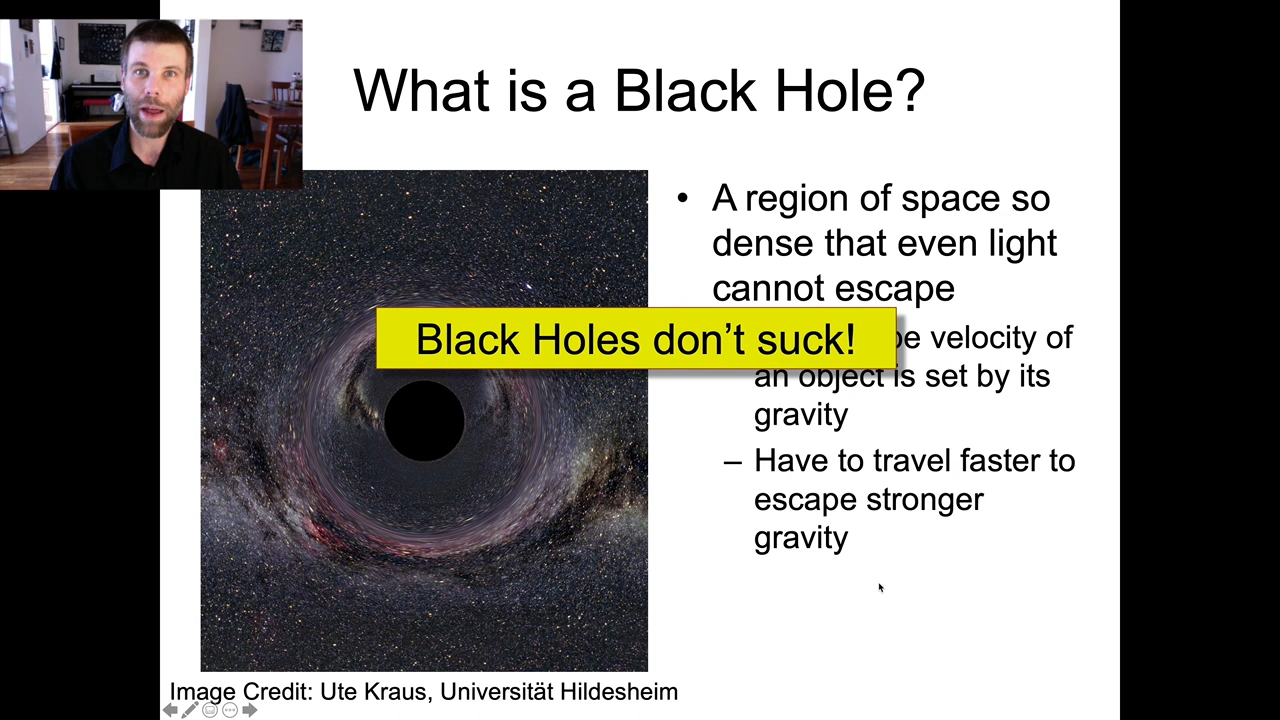 What is a Black Hole?
• A region of space so
dense that even light
cannot escape
Black Holes don’t suck!
velocity of
an object is set by its
gravity
– Have to travel faster to
escape stronger
gravity
Image Credit: Ute Kraus, Universität Hildesheim